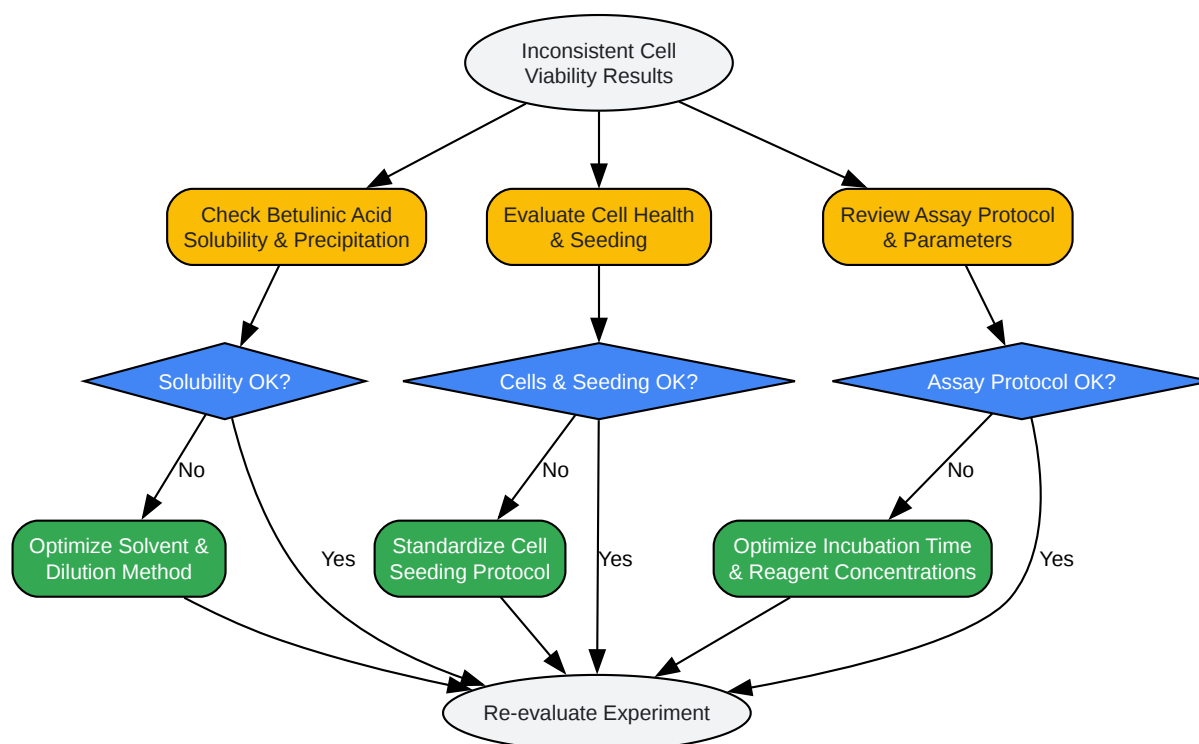 Inconsistent Cell
Viability Results
Check Betulinic Acid
Solubility & Precipitation
Evaluate Cell Health
& Seeding
Review Assay Protocol
& Parameters
Solubility OK?
Cells & Seeding OK?
Assay Protocol OK?
No
No
No
Optimize Solvent &
Dilution Method
Yes
Standardize Cell
Seeding Protocol
Yes
Optimize Incubation Time
& Reagent Concentrations
Yes
Re-evaluate Experiment